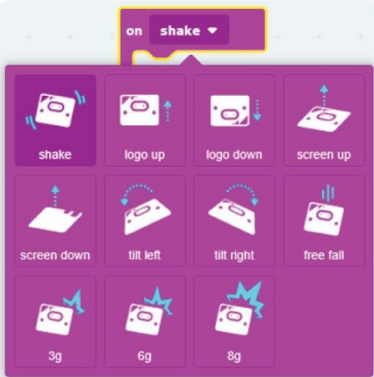 on shake
shake logo up logo down screen up
screen down tilt left tilt right free fall
3g 6g 8g